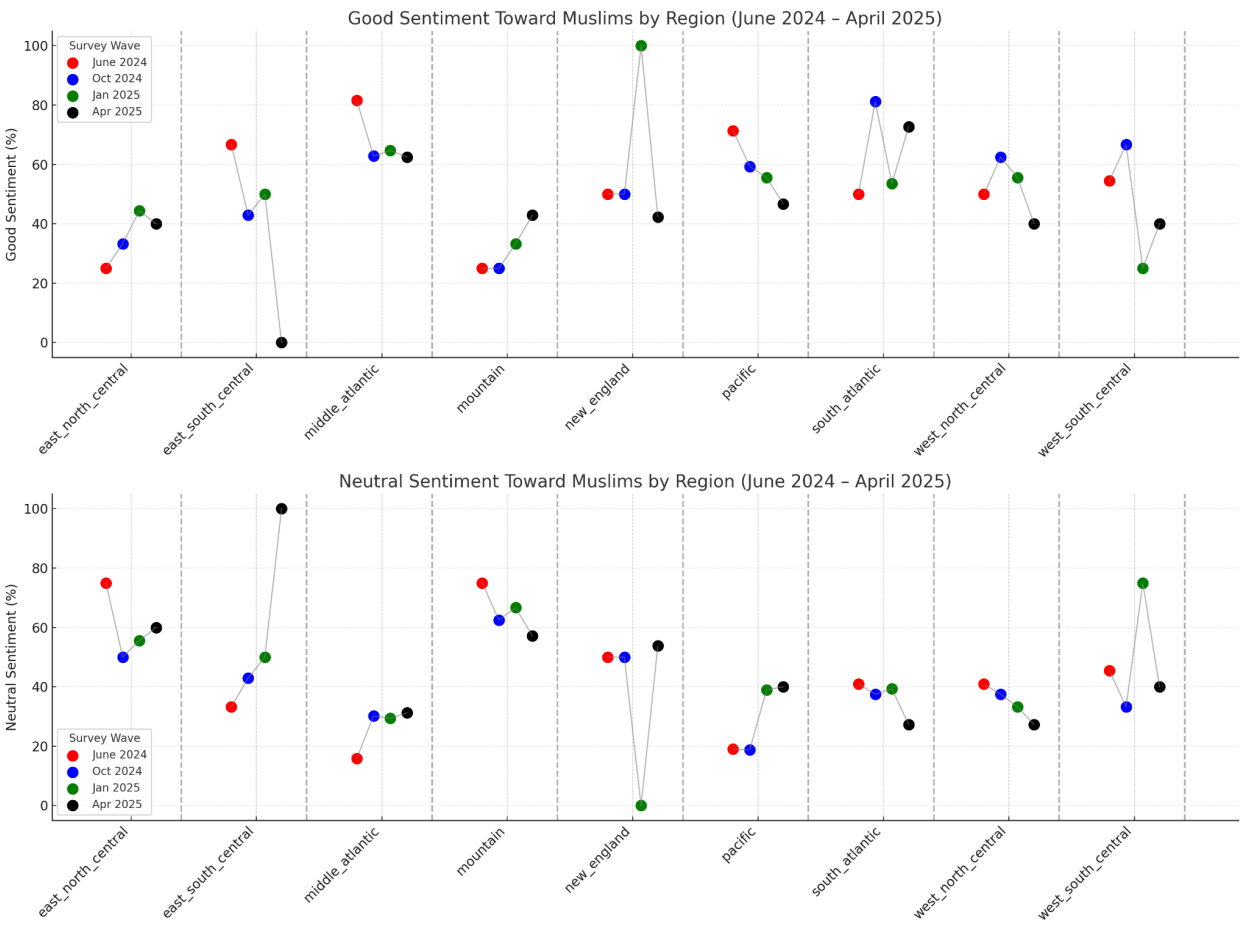 Good Sentiment Toward Muslims by Region (June 2024 – April 2025)
Good Sentiment (%)
100
80
60
40
20
0
Survey Wave
June 2024
Oct 2024
Jan 2025
Apr 2025
east_north_central
east_south_central
middle_atlantic
mountain
new_england
pacific
south_atlantic
west_north_central
west_south_central
Neutral Sentiment Toward Muslims by Region (June 2024 – April 2025)
Neutral Sentiment (%)
100
80
60
40
20
0
Survey Wave
June 2024
Oct 2024
Jan 2025
Apr 2025
east_north_central
east_south_central
middle_atlantic
mountain
new_england
pacific
south_atlantic
west_north_central
west_south_central